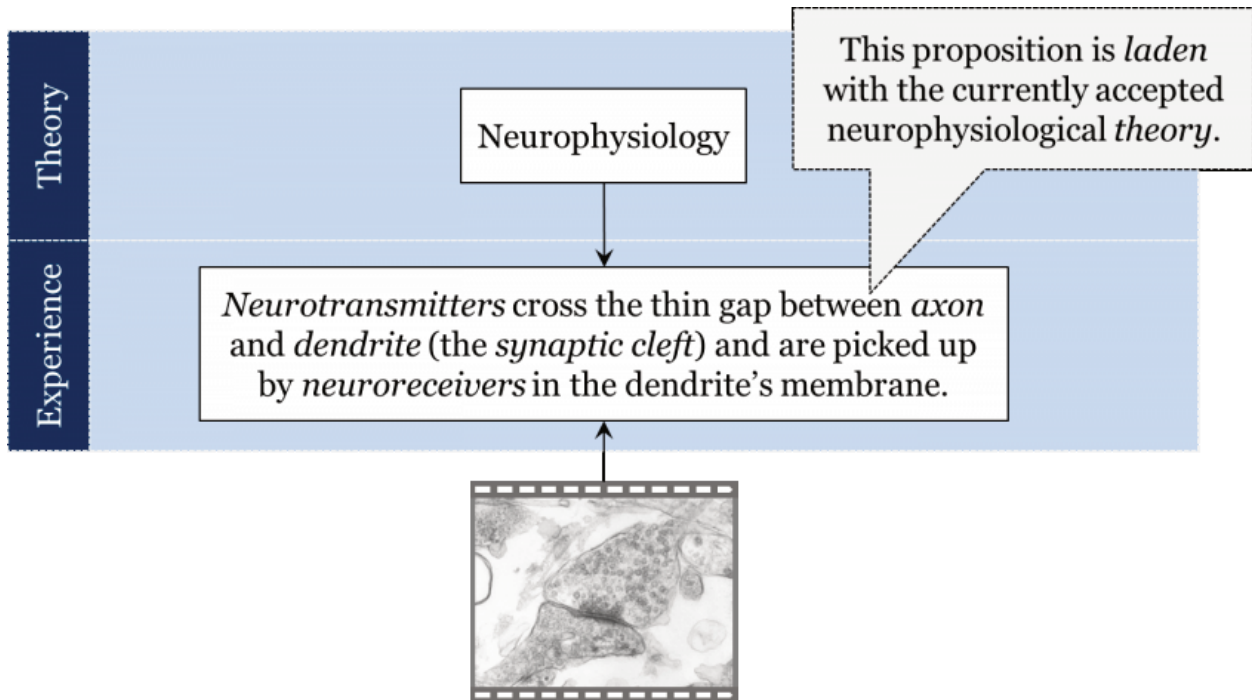 This proposition is laden
with the currently accepted
neurophysiological theory.
Theory
Neurophysiology
Experience
Neurotransmitters cross the thin gap between axon
and dendrite (the synaptic cleft) and are picked up
by neuroreceivers in the dendrite’s membrane.